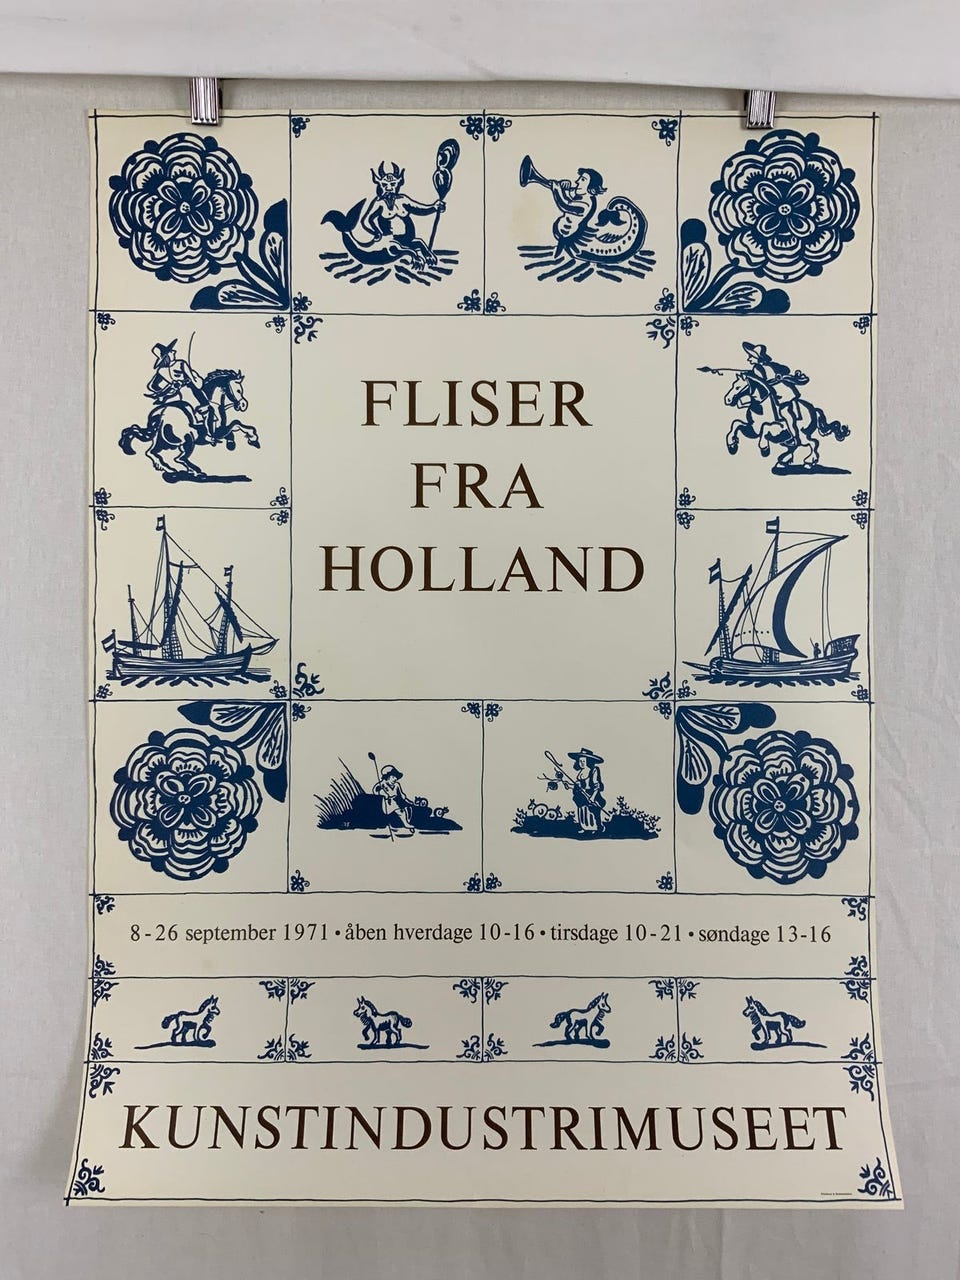 FLISER
FRA
HOLLAND
8-26 september 1971 • åben hverdage 10-16 • tirsdage 10-21 • søndage 13-16
KUNSTINDUSTRIMUSEET